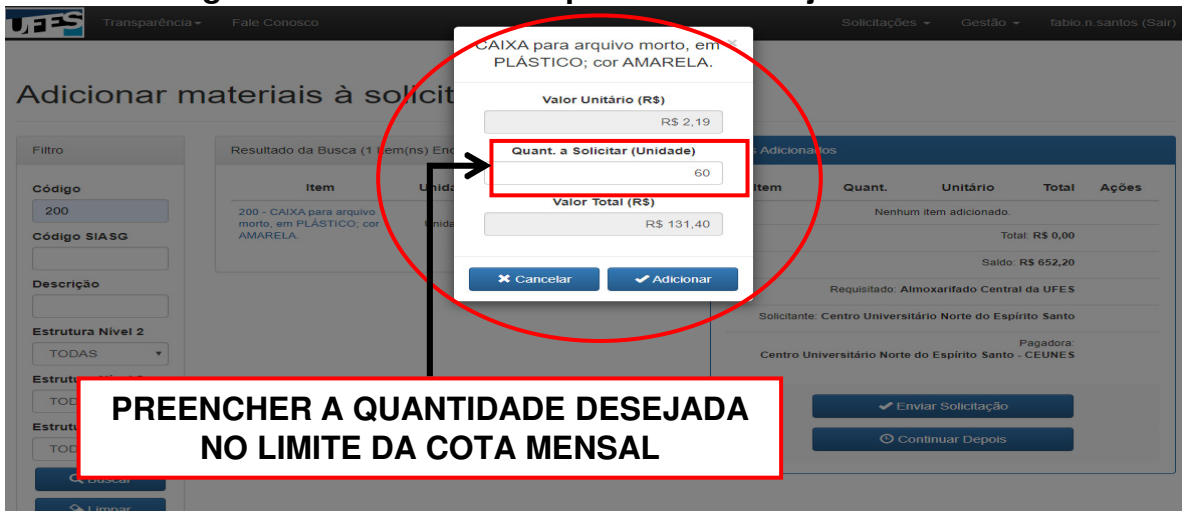 UFES Transparência Fale Conosco Solicitações Gestão fabio.n.santos (Sair)
CAIXA para arquivo morto, em
PLÁSTICO; cor AMARELA.
×
Adicionar materiais à solicit
Valor Unitário (R$)
R$ 2,19
Quant. a Solicitar (Unidade)
60
Valor Total (R$)
R$ 131,40
Cancelar Adicionar
Filtro
Código
200
Código SIASG
Descrição
Estrutura Nível 2
TODAS
Buscar
Limpar
Resultado da Busca (1
Item
200 - CAIXA para arquivo
morto, em PLÁSTICO; cor
AMARELA.
Adicionados
Item Quant. Unitário Total Ações
Nenhum item adicionado.
Total: R$ 0,00
Saldo: R$ 652,20
Requisitado: Almoxarifado Central da UFES
Solicitante: Centro Universitário Norte do Espírito Santo
Pagadora:
Centro Universitário Norte do Espírito Santo - CEUNES
Enviar Solicitação
Continuar Depois
PREENCHER A QUANTIDADE DESEJADA
NO LIMITE DA COTA MENSAL